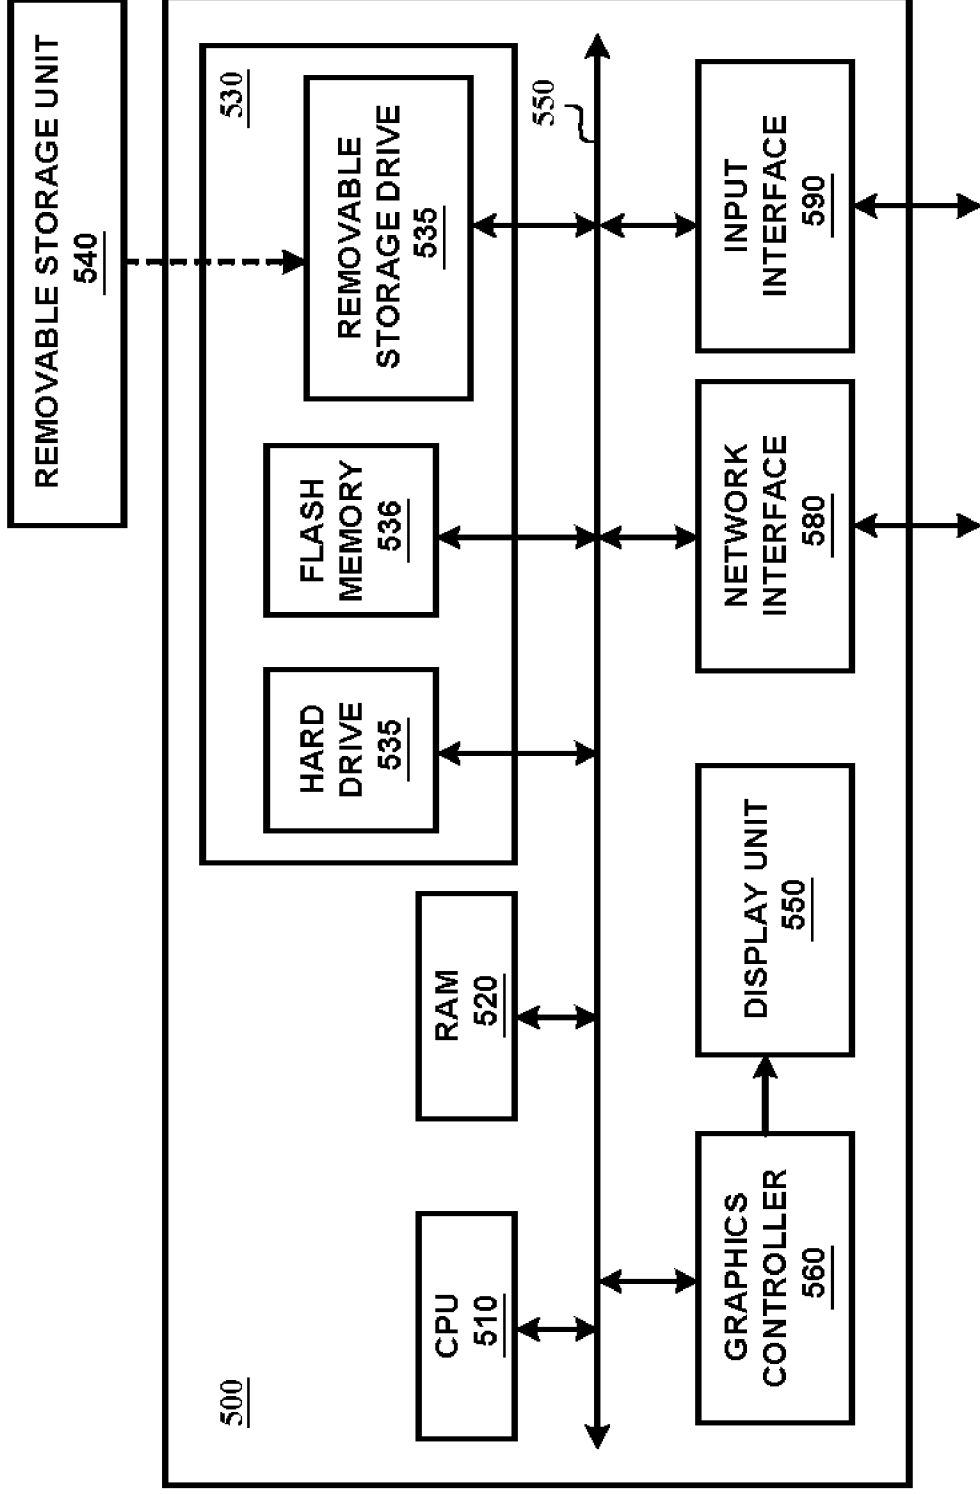 500
CPU
510
RAM
520
530
HARD
DRIVE
535
FLASH
MEMORY
536
REMOVABLE
STORAGE DRIVE
535
REMOVABLE STORAGE UNIT
540
550
GRAPHICS
CONTROLLER
560
DISPLAY UNIT
550
NETWORK
INTERFACE
580
INPUT
INTERFACE
590